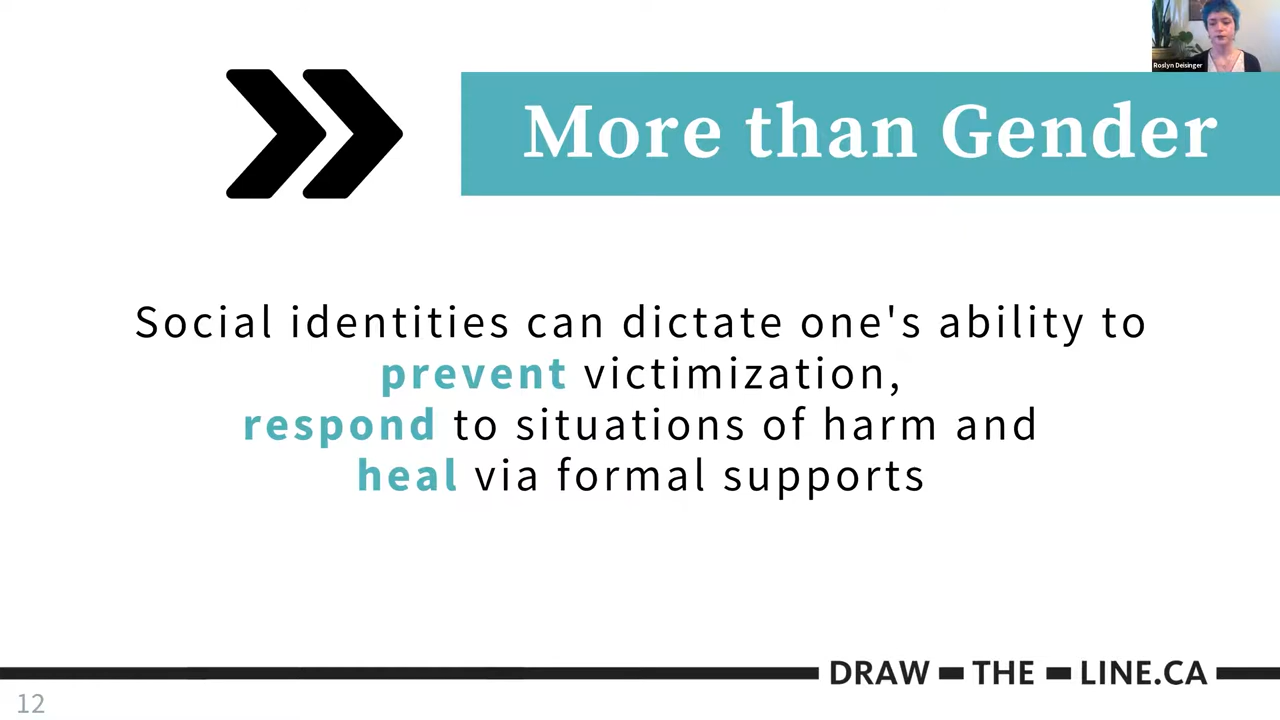 Roslyn Deisinger
More than Gender
Social identities can dictate one's ability to
prevent victimization,
respond to situations of harm and
heal via formal supports
DRAW THE LINE.CA
12